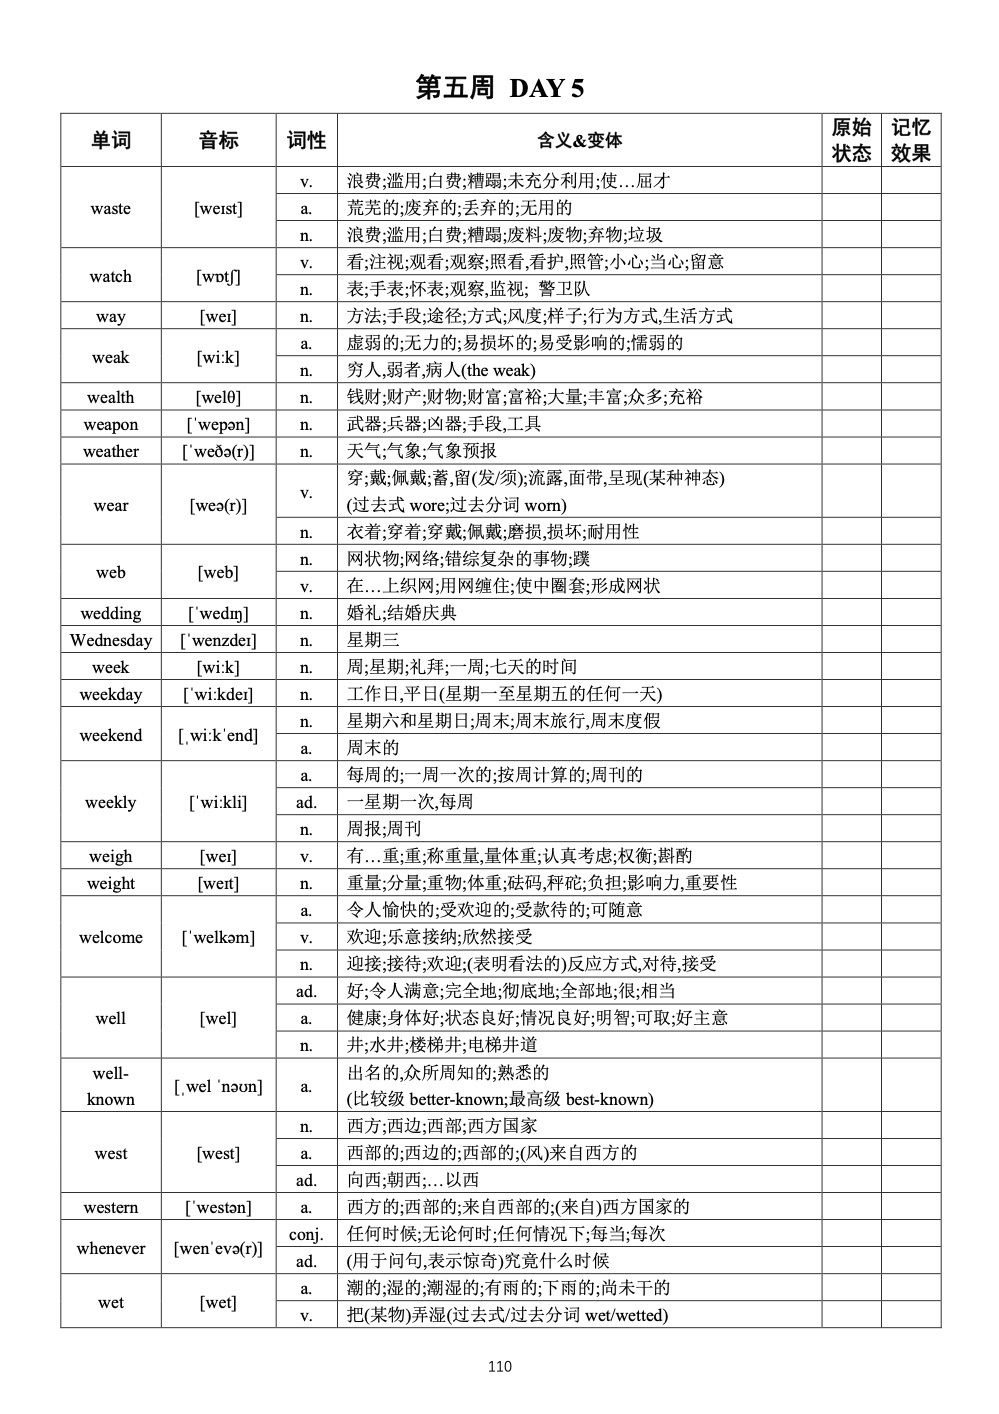 第五周 DAY 5
单词 音标 词性 含义&变体 原始状态 记忆效果
waste [weɪst] v. 浪费;滥用;白费;糟蹋;未充分利用;使…屈才
a. 荒芜的;废弃的;丢弃的;无用的
n. 浪费;滥用;白费;糟蹋;废料;废物;弃物;垃圾
watch [wɒtʃ] v. 看;注视;观看;观察;照看,看护,照管;小心;当心;留意
n. 表;手表;怀表;观察,监视; 警卫队
way [weɪ] n. 方法;手段;途径;方式;风度;样子;行为方式,生活方式
weak [wiːk] a. 虚弱的;无力的;易损坏的;易受影响的;懦弱的
n. 穷人,弱者,病人(the weak)
wealth [welθ] n. 钱财;财产;财物;财富;富裕;大量;丰富;众多;充裕
weapon [ˈwepən] n. 武器;兵器;凶器;手段,工具
weather [ˈweðə(r)] n. 天气;气象;气象预报
wear [weə(r)] v. 穿;戴;佩戴;蓄,留(发/须);流露,面带,呈现(某种神态)
(过去式 wore;过去分词 worn)
n. 衣着;穿着;穿戴;佩戴;磨损,损坏;耐用性
web [web] n. 网状物;网络;错综复杂的事物;蹼
v. 在…上织网;用网缠住;使中圈套;形成网状
wedding [ˈwedɪŋ] n. 婚礼;结婚庆典
Wednesday [ˈwenzdeɪ] n. 星期三
week [wiːk] n. 周;星期;礼拜;一周;七天的时间
weekday [ˈwiːkdeɪ] n. 工作日,平日(星期一至星期五的任何一天)
weekend [ˌwiːkˈend] n. 星期六和星期日;周末;周末旅行,周末度假
a. 周末的
weekly [ˈwiːkli] a. 每周的;一周一次的;按周计算的;周刊的
ad. 一星期一次,每周
n. 周报;周刊
weigh [weɪ] v. 有…重;重;称重量,量体重;认真考虑;权衡;斟酌
weight [weɪt] n. 重量;分量;重物;体重;砝码,秤砣;负担;影响力,重要性
welcome [ˈwelkəm] a. 令人愉快的;受欢迎的;受款待的;可随意
v. 欢迎;乐意接纳;欣然接受
n. 迎接;接待;欢迎;(表明看法的)反应方式,对待,接受
well [wel] ad. 好;令人满意;完全地;彻底地;全部地;很;相当
a. 健康;身体好;状态良好;情况良好;明智;可取;好主意
n. 井;水井;楼梯井;电梯井道
well-known [ˌwel ˈnəʊn] a. 出名的,众所周知的;熟悉的
(比较级 better-known;最高级 best-known)
west [west] n. 西方;西边;西部;西方国家
a. 西部的;西边的;西部的;(风)来自西方的
ad. 向西;朝西;…以西
western [ˈwestən] a. 西方的;西部的;来自西部的;(来自)西方国家的
whenever [wenˈevə(r)] conj. 任何时候;无论何时;任何情况下;每当;每次
ad. (用于问句,表示惊奇)究竟什么时候
wet [wet] a. 潮的;湿的;潮湿的;有雨的;下雨的;尚未干的
v. 把(某物)弄湿(过去式/过去分词 wet/wetted)
110